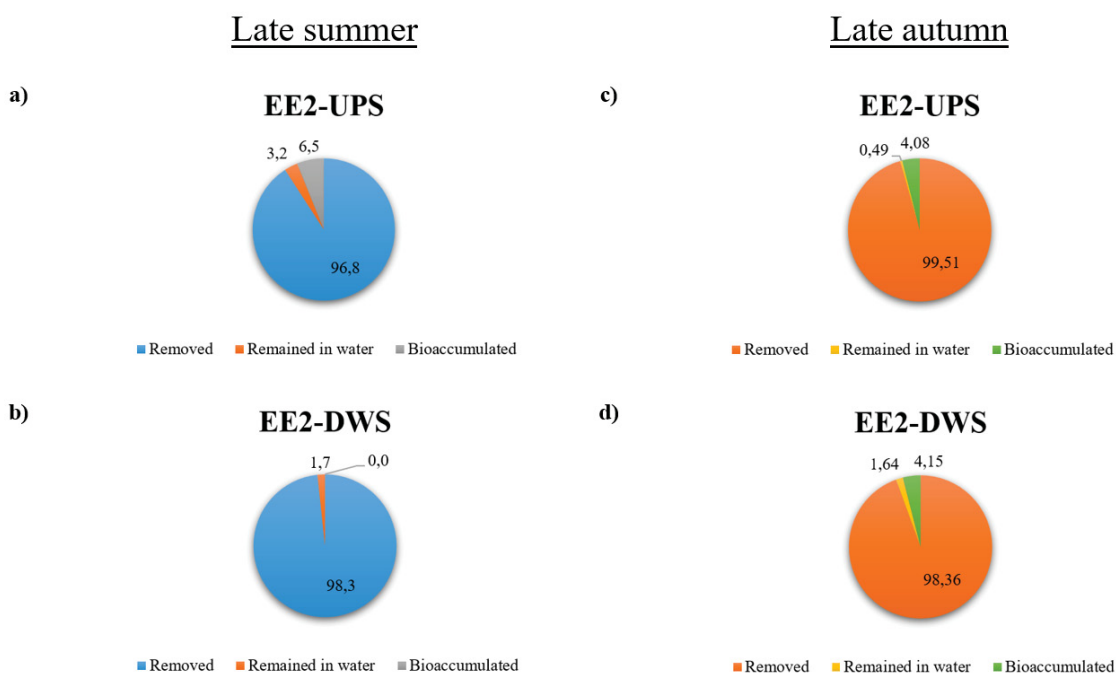 Late summer
Late autumn
a)
EE2-UPS
3,2
6,5
96,8
Removed Remained in water Bioaccumulated
c)
EE2-UPS
0,49
4,08
99,51
Removed Remained in water Bioaccumulated
b)
EE2-DWS
1,7
0,0
98,3
Removed Remained in water Bioaccumulated
d)
EE2-DWS
1,64
4,15
98,36
Removed Remained in water Bioaccumulated